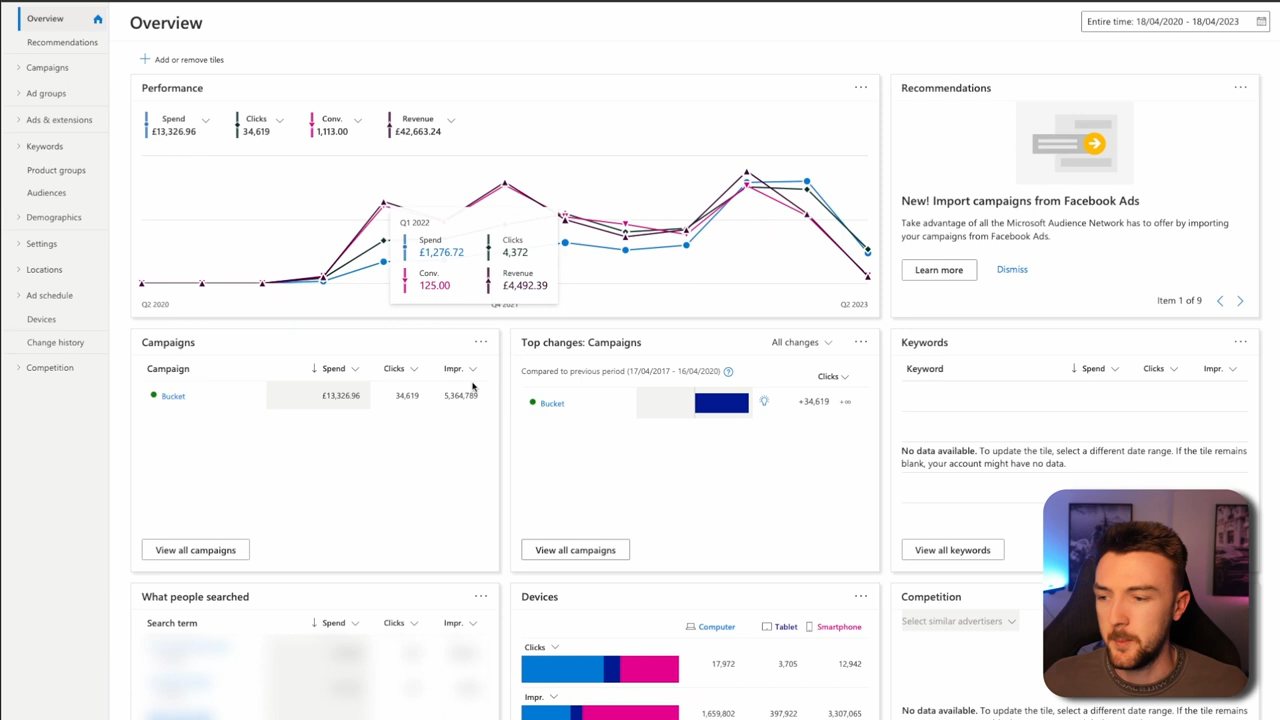 Overview
Recommendations
Campaigns
Ad groups
Ads & extensions
Keywords
Product groups
Audiences
Demographics
Settings
Locations
Ad schedule
Devices
Change history
Competition
Overview
Entire time: 18/04/2020 - 18/04/2023
Add or remove tiles
Performance
Spend
£13,326.96
Clicks
34,619
Conv.
1,113.00
Revenue
£42,663.24
Q1 2022
Spend
£1,276.72
Clicks
4,372
Conv.
125.00
Revenue
£4,492.39
Q2 2020
Q4 2021
Q2 2023
Recommendations
New! Import campaigns from Facebook Ads
Take advantage of all the Microsoft Audience Network has to offer by importing
your campaigns from Facebook Ads.
Learn more
Dismiss
Item 1 of 9
Campaigns
Campaign Spend Clicks Impr.
Bucket £13,326.96 34,619 5,364,789
View all campaigns
Top changes: Campaigns
All changes
Compared to previous period (17/04/2017 - 16/04/2020)
Clicks
Bucket +34,619 +∞
View all campaigns
Keywords
Keyword Spend Clicks Impr.
No data available. To update the tile, select a different date range. If the tile remains
blank, your account might have no data.
View all keywords
What people searched
Search term Spend Clicks Impr.
Devices
Computer Tablet Smartphone
Clicks
17,972 3,705 12,942
Impr.
1,659,802 397,922 3,307,065
Competition
Select similar advertisers
No data available. To update the